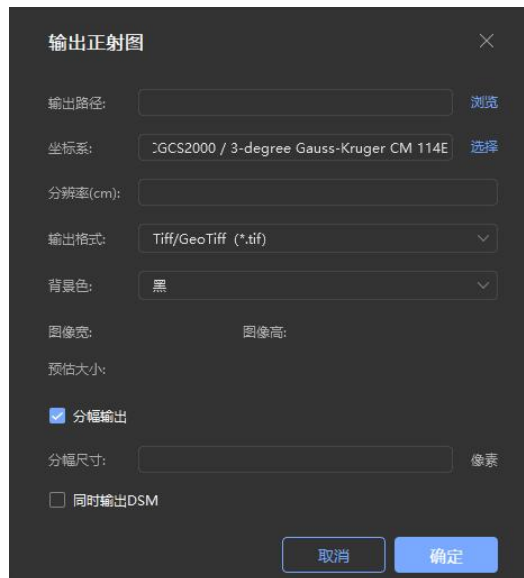 输出正射图
输出路径: 浏览
坐标系: CGCS2000 / 3-degree Gauss-Kruger CM 114E 选择
分辨率(cm):
输出格式: Tiff/GeoTiff (*.tif)
背景色: 黑
图像宽: 图像高:
预估大小:
分幅输出
分幅尺寸: 像素
同时输出DSM
取消 确定